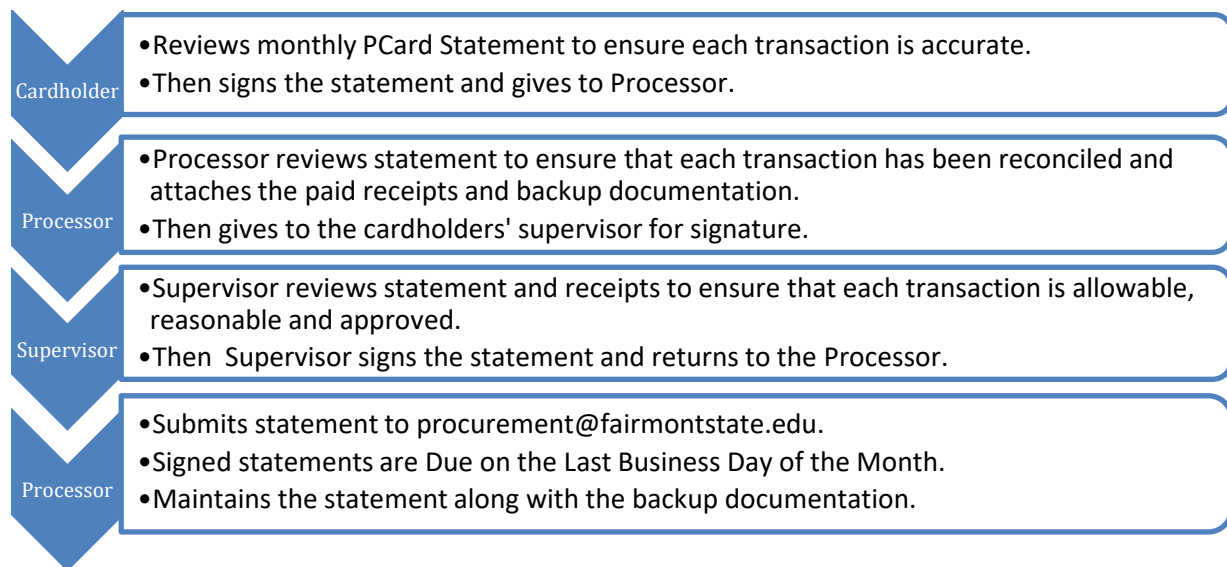 Cardholder
•Reviews monthly PCard Statement to ensure each transaction is accurate.
•Then signs the statement and gives to Processor.
Processor
•Processor reviews statement to ensure that each transaction has been reconciled and
attaches the paid receipts and backup documentation.
•Then gives to the cardholders' supervisor for signature.
Supervisor
•Supervisor reviews statement and receipts to ensure that each transaction is allowable,
reasonable and approved.
•Then  Supervisor signs the statement and returns to the Processor.
Processor
•Submits statement to procurement@fairmontstate.edu.
•Signed statements are Due on the Last Business Day of the Month.
•Maintains the statement along with the backup documentation.